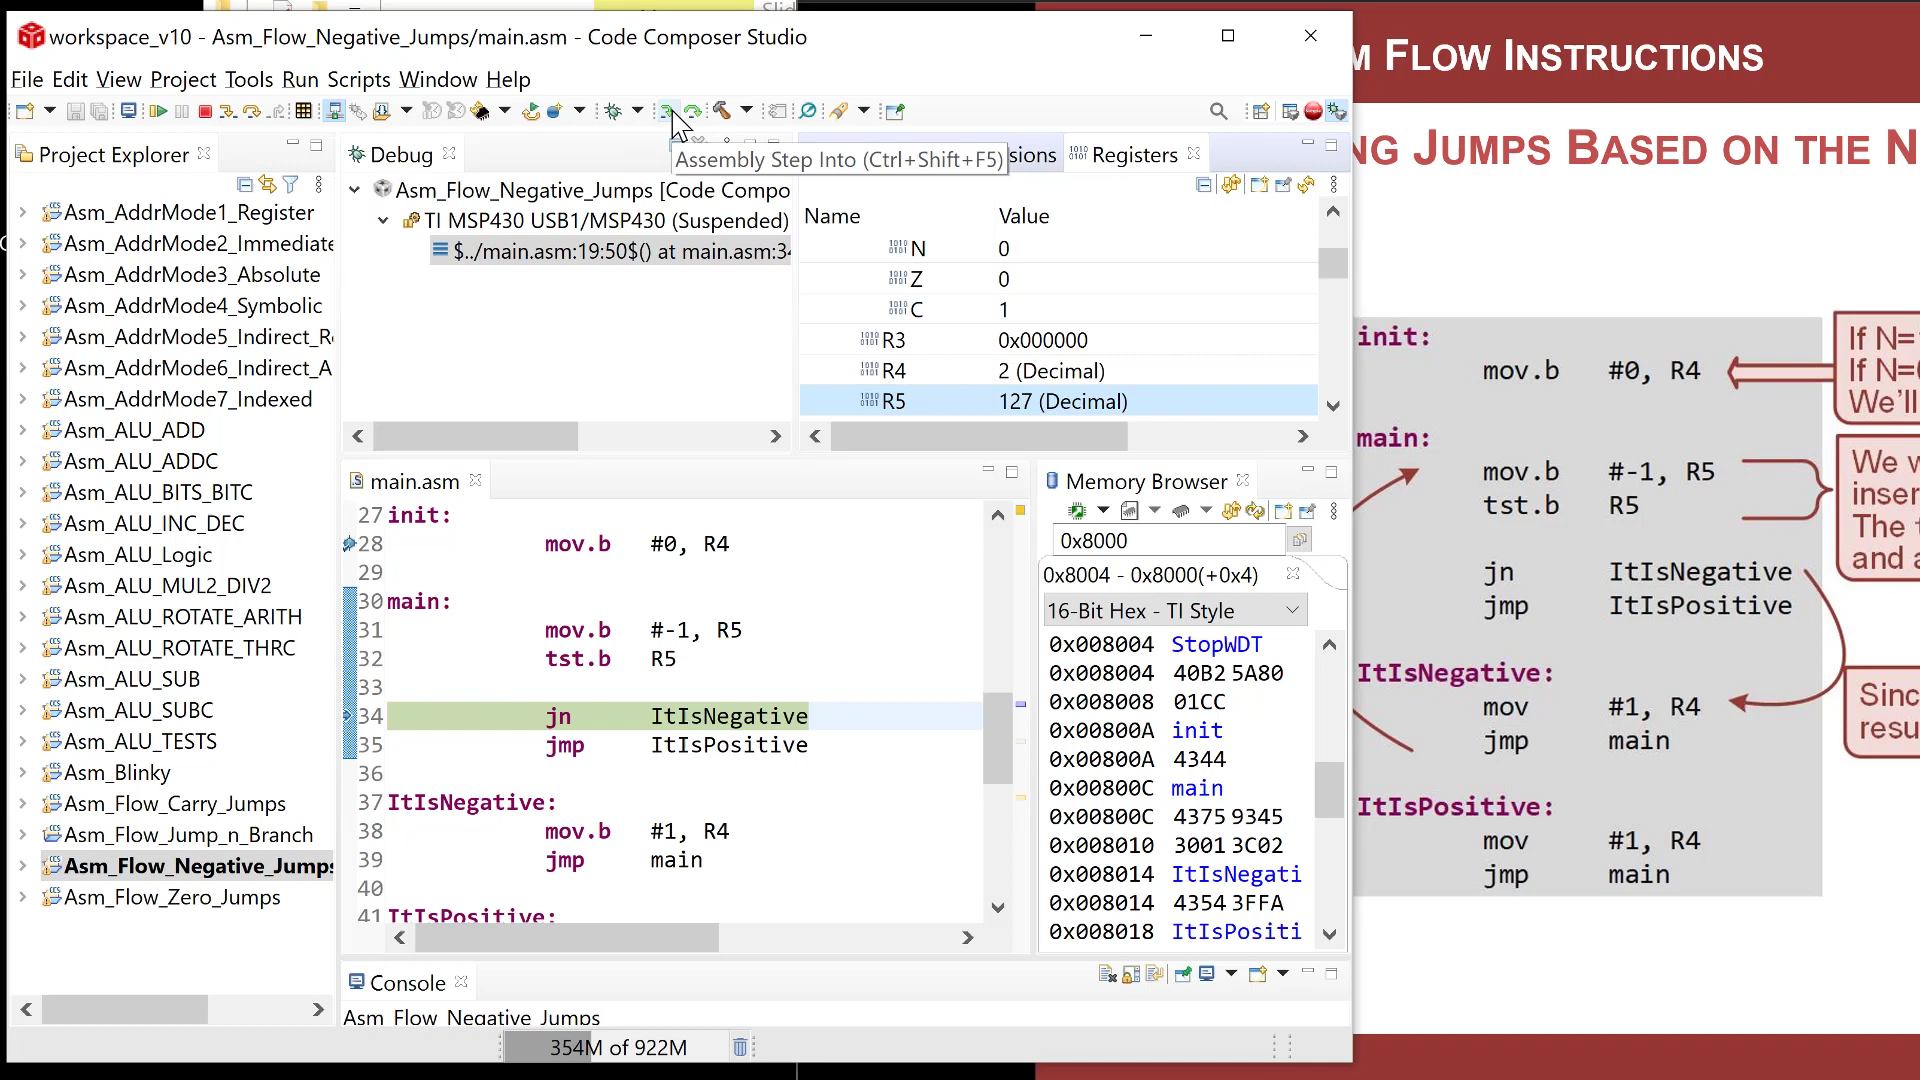 workspace_v10 - Asm_Flow_Negative_Jumps/main.asm - Code Composer Studio
File Edit View Project Tools Run Scripts Window Help
Project Explorer
Asm_AddrMode1_Register
Asm_AddrMode2_Immediate
Asm_AddrMode3_Absolute
Asm_AddrMode4_Symbolic
Asm_AddrMode5_Indirect_R
Asm_AddrMode6_Indirect_A
Asm_AddrMode7_Indexed
Asm_ALU_ADD
Asm_ALU_ADDC
Asm_ALU_BITS_BITC
Asm_ALU_INC_DEC
Asm_ALU_Logic
Asm_ALU_MUL2_DIV2
Asm_ALU_ROTATE_ARITH
Asm_ALU_ROTATE_THRC
Asm_ALU_SUB
Asm_ALU_SUBC
Asm_ALU_TESTS
Asm_Blinky
Asm_Flow_Carry_Jumps
Asm_Flow_Jump_n_Branch
Asm_Flow_Negative_Jumps
Asm_Flow_Zero_Jumps
Debug
Asm_Flow_Negative_Jumps [Code Compo
TI MSP430 USB1/MSP430 (Suspended)
$../main.asm:19:50$() at main.asm:34
Assembly Step Into (Ctrl+Shift+F5)
sions
Registers
Name Value
N 0
Z 0
C 1
R3 0x000000
R4 2 (Decimal)
R5 127 (Decimal)
main.asm
27 init:
28 mov.b #0, R4
29
30 main:
31 mov.b #-1, R5
32 tst.b R5
33
34 jn ItIsNegative
35 jmp ItIsPositive
36
37 ItIsNegative:
38 mov.b #1, R4
39 jmp main
40
41 ItIsPositive:
Memory Browser
0x8000
0x8004 - 0x8000(+0x4)
16-Bit Hex - TI Style
0x008004 StopWDT
0x008004 40B2 5A80
0x008008 01CC
0x00800A init
0x00800A 4344
0x00800C main
0x00800C 4375 9345
0x008010 3001 3C02
0x008014 ItIsNegati
0x008014 4354 3FFA
0x008018 ItIsPositi
Console
Asm_Flow_Negative_Jumps
354M of 922M
M FLOW INSTRUCTIONS
NG JUMPS BASED ON THE N
init:
mov.b #0, R4
main:
mov.b #-1, R5
tst.b R5
jn ItIsNegative
jmp ItIsPositive
ItIsNegative:
mov #1, R4
jmp main
ItIsPositive:
mov #1, R4
jmp main
If N=
If N=
We'll
We w
inser
The
and a
Sinc
resu